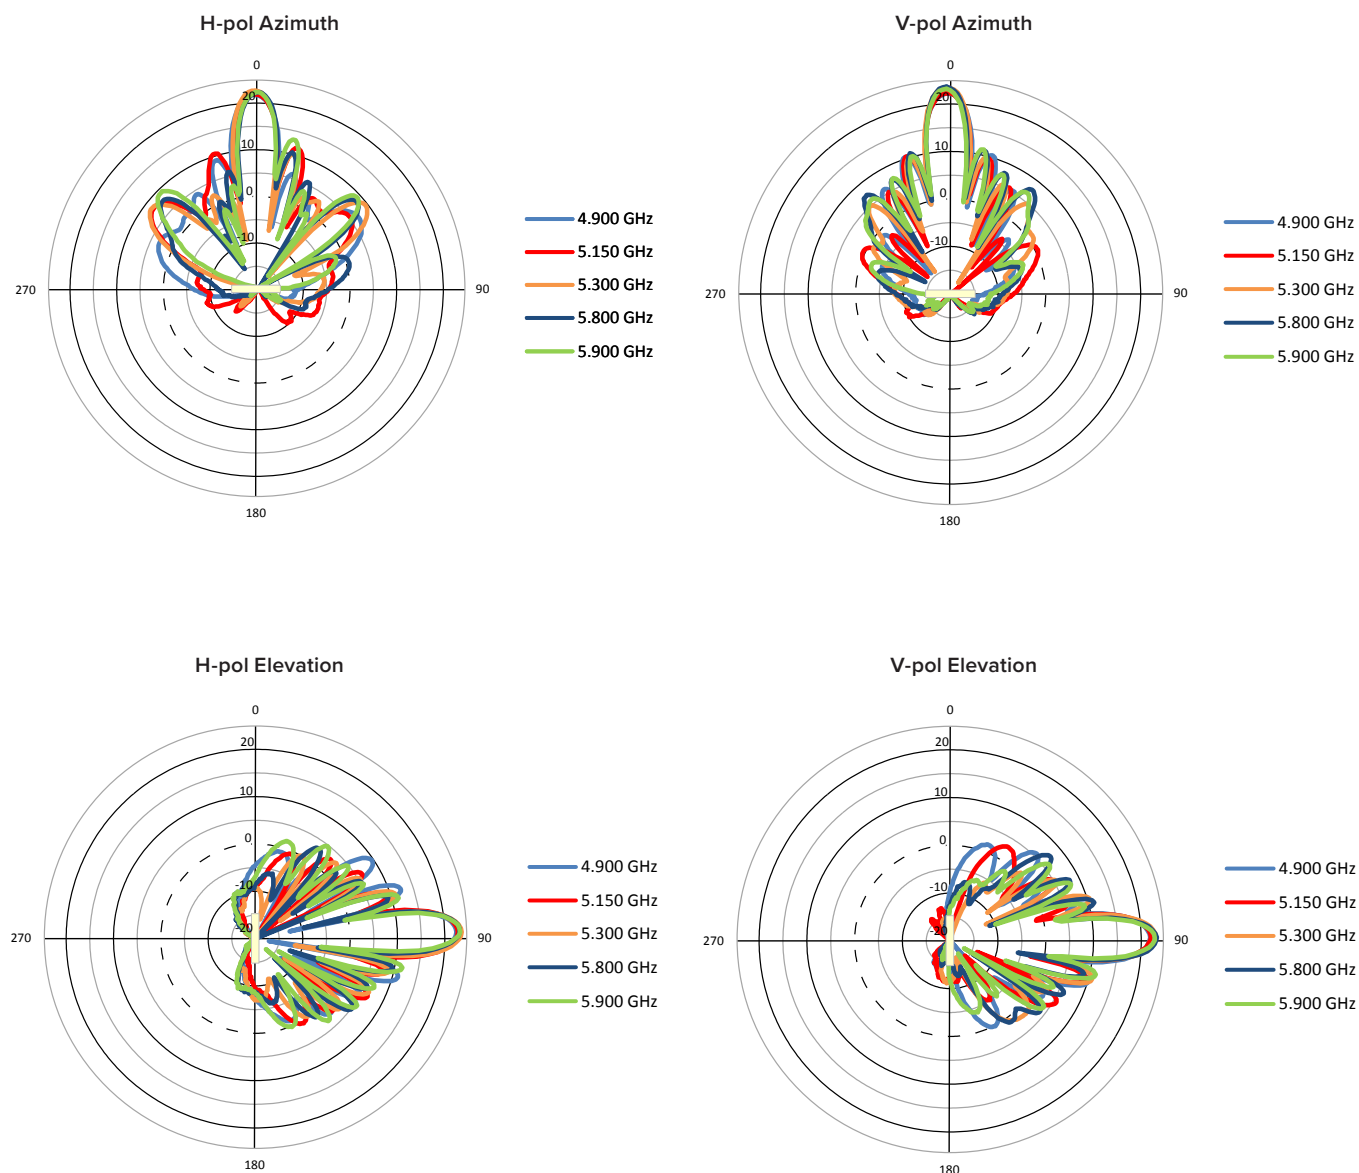 H-pol Azimuth
0
20
10
0
-10
270
90
180
4.900 GHz
5.150 GHz
5.300 GHz
5.800 GHz
5.900 GHz
V-pol Azimuth
0
20
10
0
-10
270
90
180
4.900 GHz
5.150 GHz
5.300 GHz
5.800 GHz
5.900 GHz
H-pol Elevation
0
20
10
0
-10
-20
270
90
180
4.900 GHz
5.150 GHz
5.300 GHz
5.800 GHz
5.900 GHz
V-pol Elevation
0
20
10
0
-10
-20
270
90
180
4.900 GHz
5.150 GHz
5.300 GHz
5.800 GHz
5.900 GHz